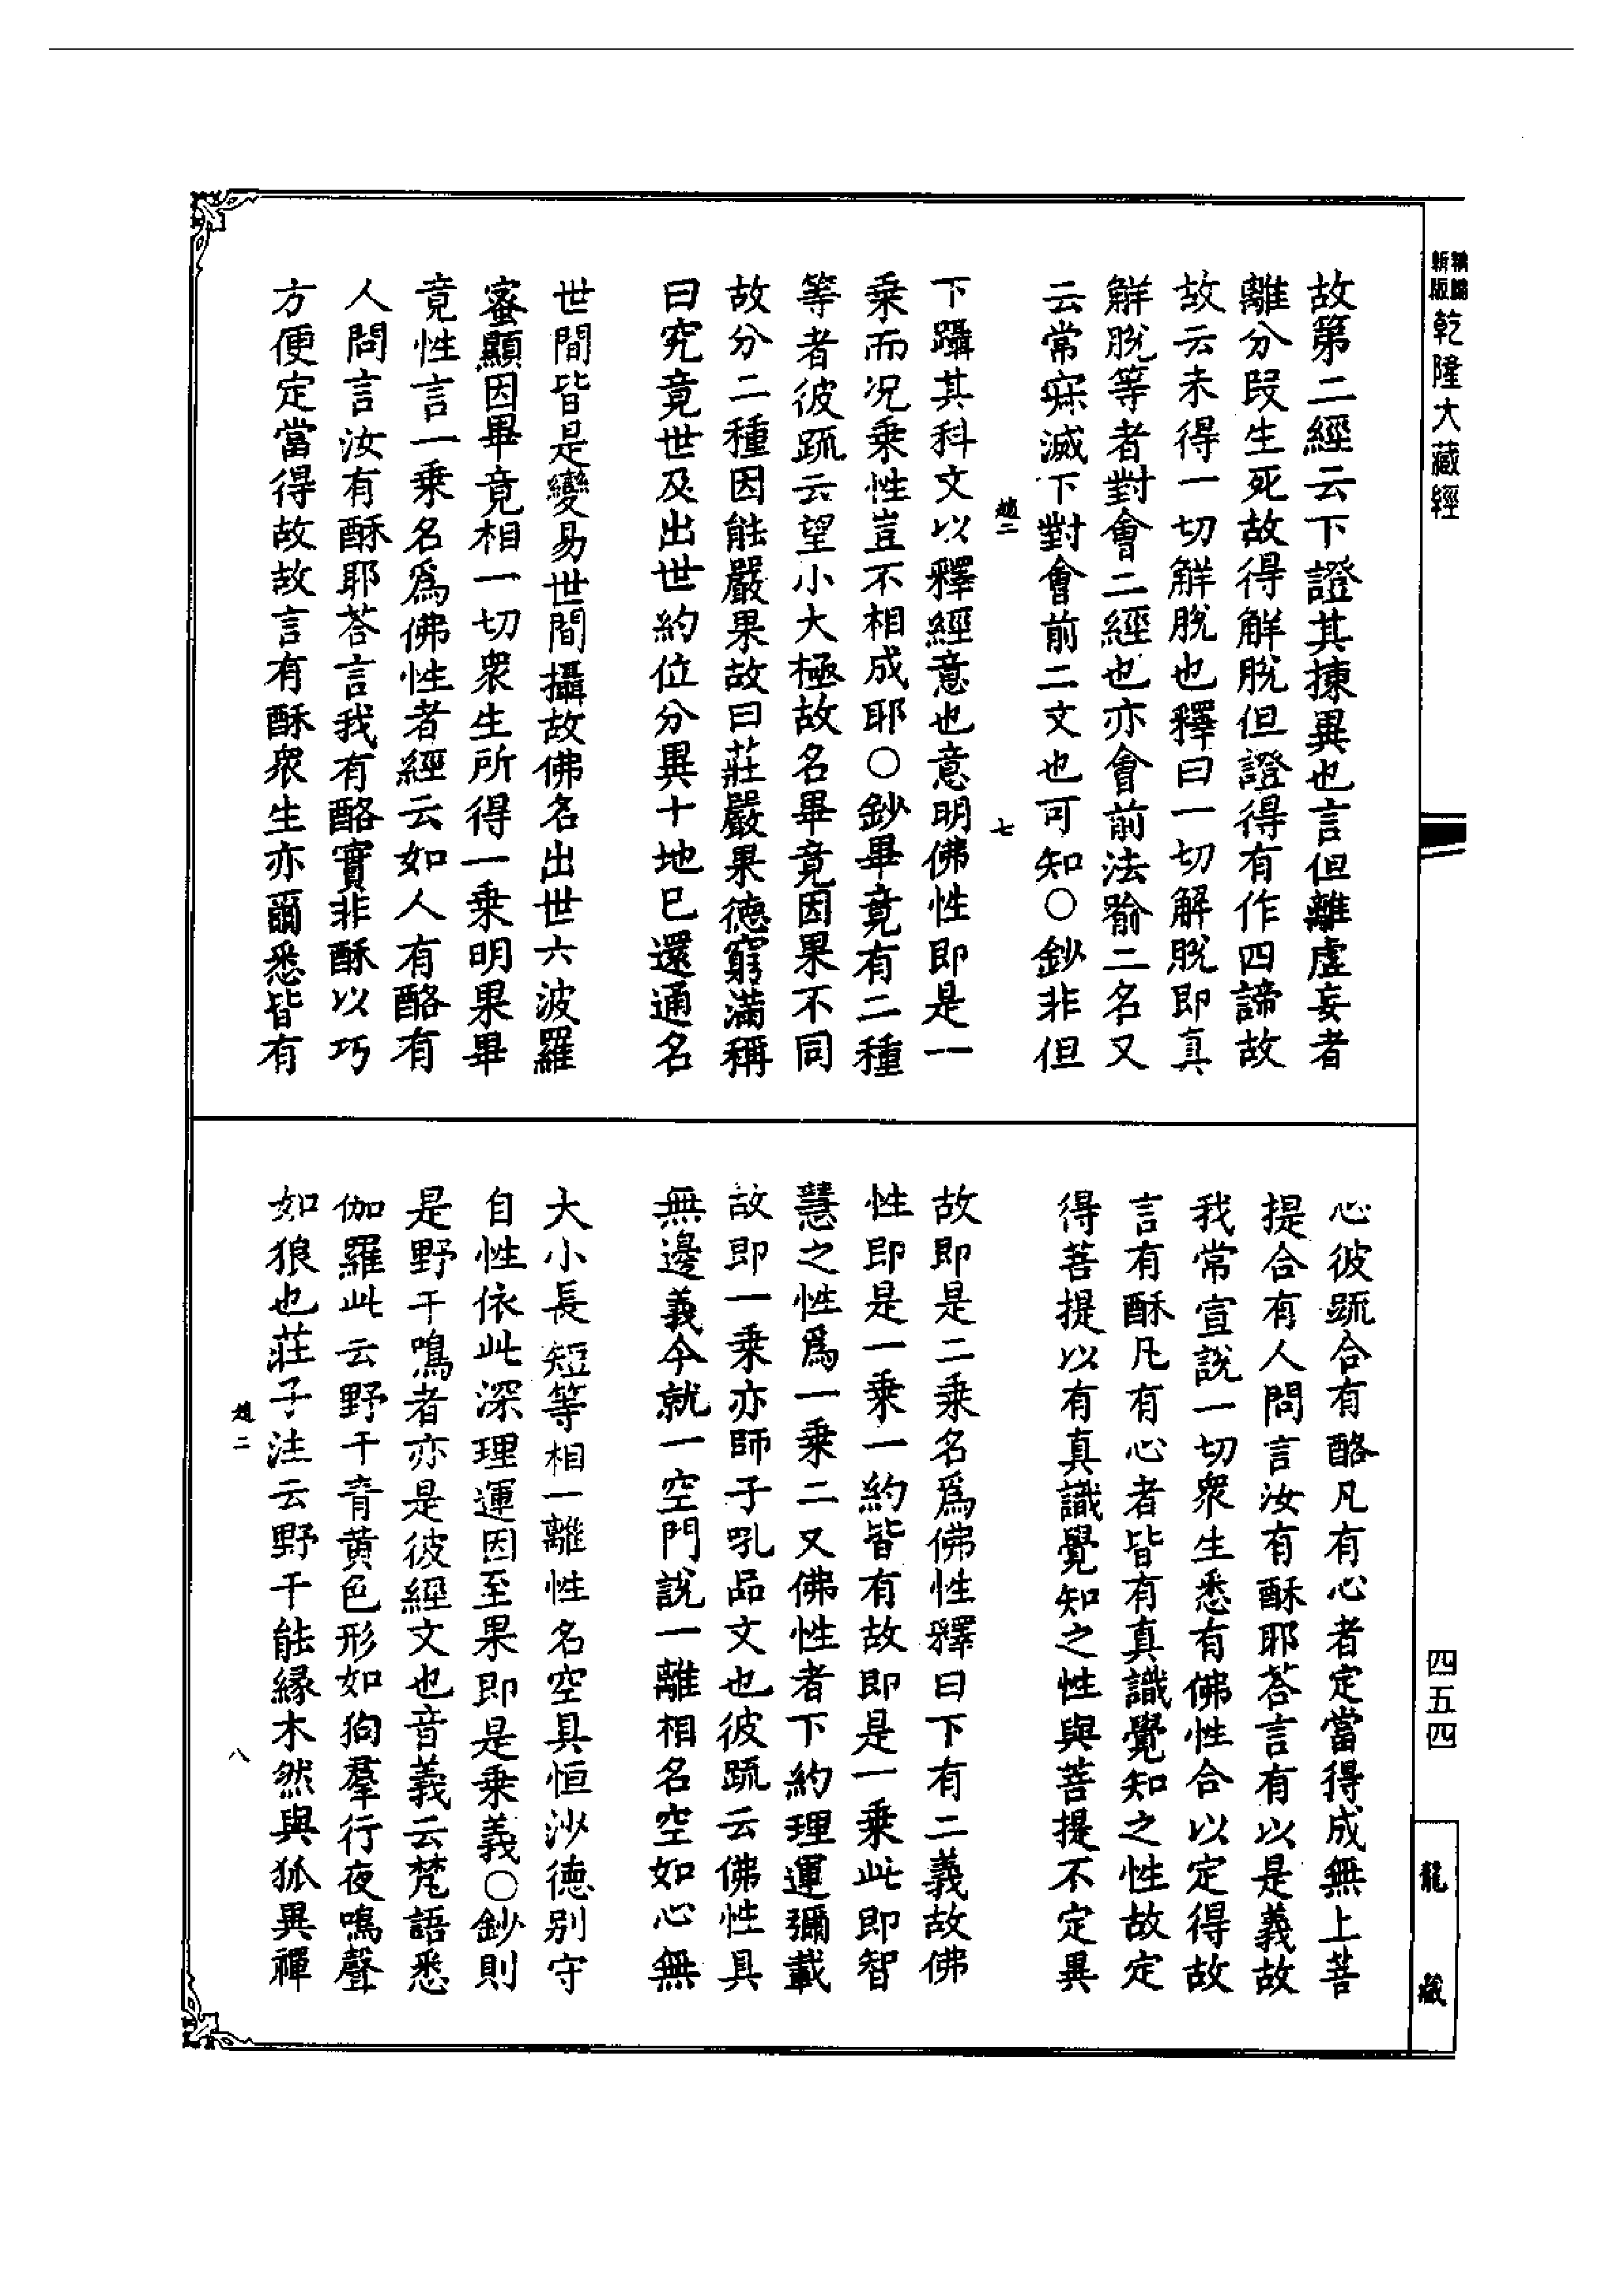 精編
新版
乾隆大藏經
四五四
龍藏
故第二經云下證其揀異也言但離虛妄者
離分段生死故得解脫但證得有作四諦故
故云未得一切解脫也釋曰一切解脫即真
解脫等者對會二經也亦會前法喻二名又
云常寂滅下對會前二文也可知○鈔非但
趙二
七
下躡其科文以釋經意也意明佛性即是一
乘而況乘性豈不相成耶○鈔畢竟有二種
等者彼䟽云望小大極故名畢竟因果不同
故分二種因能嚴果故曰莊嚴果德窮滿稱
曰究竟世及出世約位分異十地已還通名
世間皆是變易世間攝故佛名出世六波羅
蜜顯因畢竟相一切衆生所得一乘明果畢
竟性言一乘名爲佛性者經云如人有酪有
人問言汝有酥耶荅言我有酪實非酥以巧
方便定當得故故言有酥衆生亦爾悉皆有
心彼䟽合有酪凡有心者定當得成無上菩
提合有人問言汝有酥耶荅言有以是義故
我常宣說一切衆生悉有佛性合以定得故
言有酥凡有心者皆有真識覺知之性故定
得菩提以有真識覺知之性與菩提不定異
故即是二乘名爲佛性釋曰下有二義故佛
性即是一乘一約皆有故即是一乘此即智
慧之性爲一乘二又佛性者下約理運彌載
故即一乘亦師子吼品文也彼䟽云佛性具
無邊義今就一空門說一離相名空如心無
大小長短等相一離性名空具恒沙德別守
自性依此深理運因至果即是乘義○鈔則
是野干鳴者亦是彼經文也音義云梵語悉
伽羅此云野干青黃色形如狗羣行夜鳴聲
如狼也莊子注云野干能緣木然與狐異禪
趙二
八